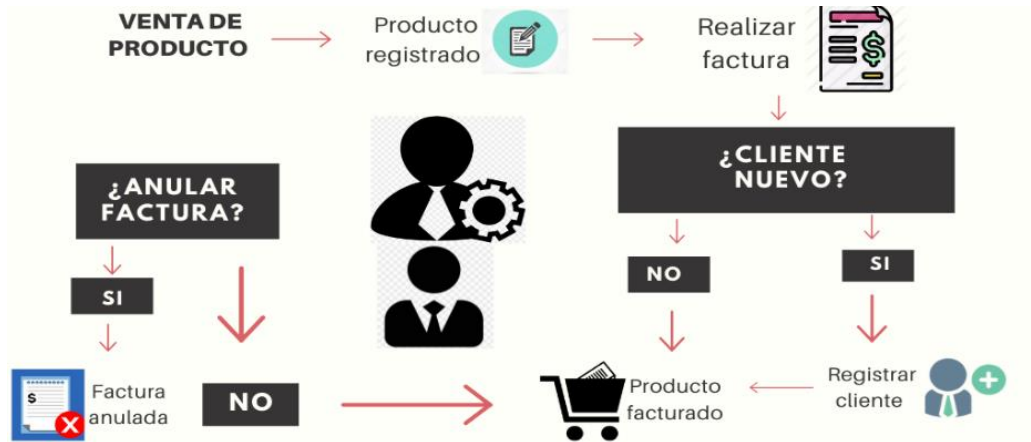 VENTA DE
PRODUCTO
Producto
registrado
Realizar
factura
$
¿CLIENTE
NUEVO?
NO
SI
Registrar
cliente
Producto
facturado
¿ANULAR
FACTURA?
SI
Factura
anulada
NO
$
X